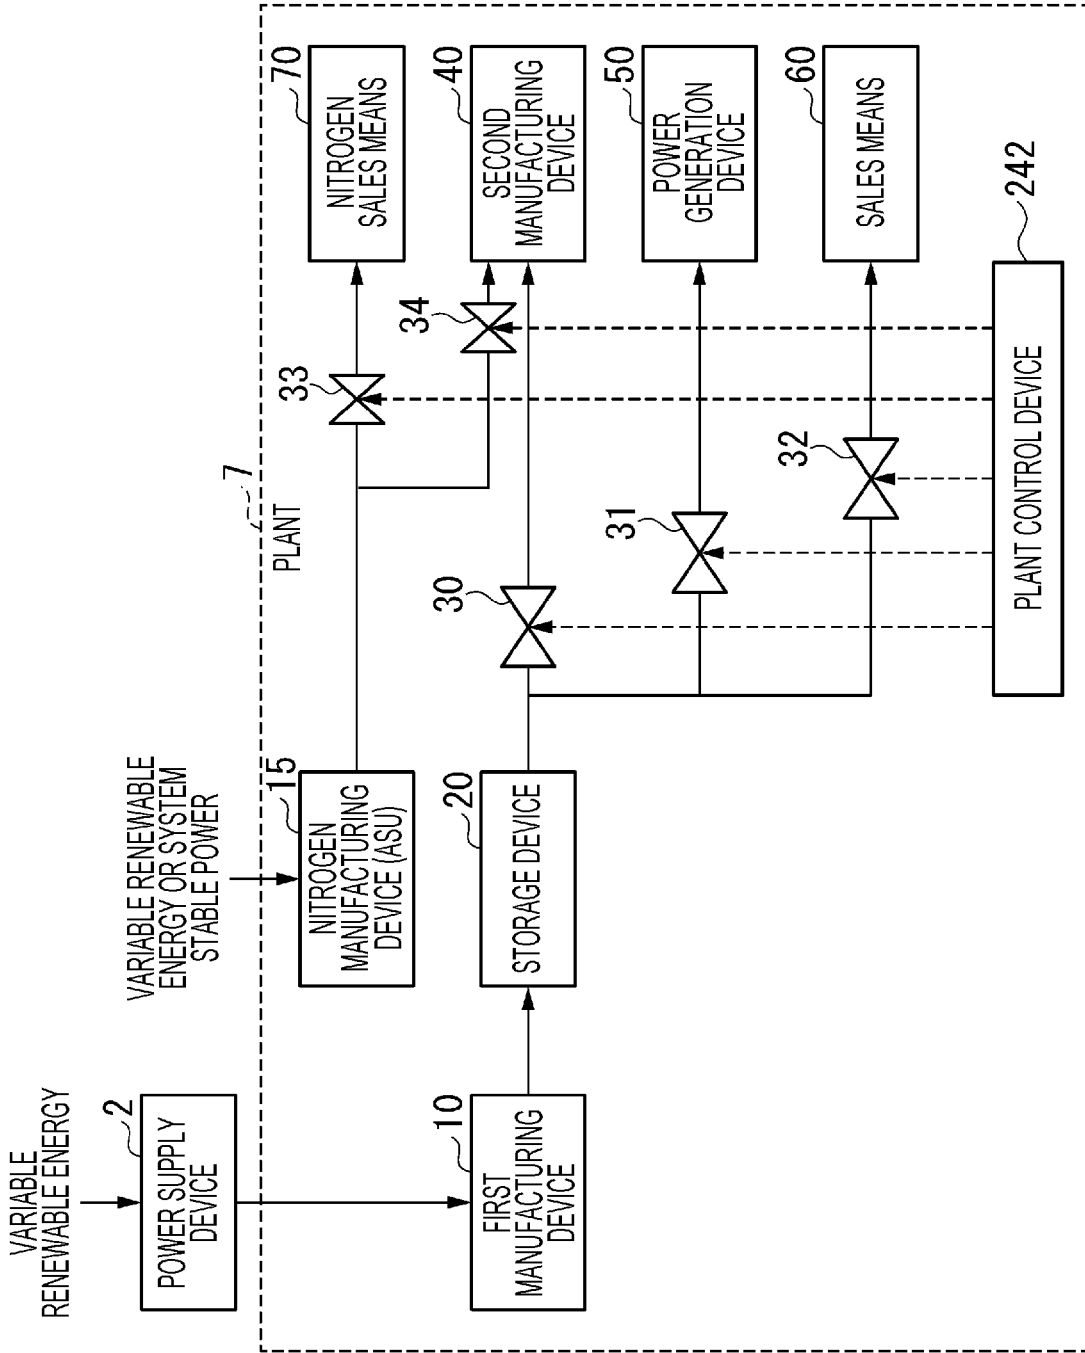 VARIABLE
RENEWABLE ENERGY
2
POWER SUPPLY
DEVICE
10
FIRST
MANUFACTURING
DEVICE
VARIABLE RENEWABLE
ENERGY OR SYSTEM
STABLE POWER
15
NITROGEN
MANUFACTURING
DEVICE (ASU)
20
STORAGE DEVICE
7
PLANT
33
34
30
31
32
70
NITROGEN
SALES MEANS
40
SECOND
MANUFACTURING
DEVICE
50
POWER
GENERATION
DEVICE
60
SALES MEANS
242
PLANT CONTROL DEVICE